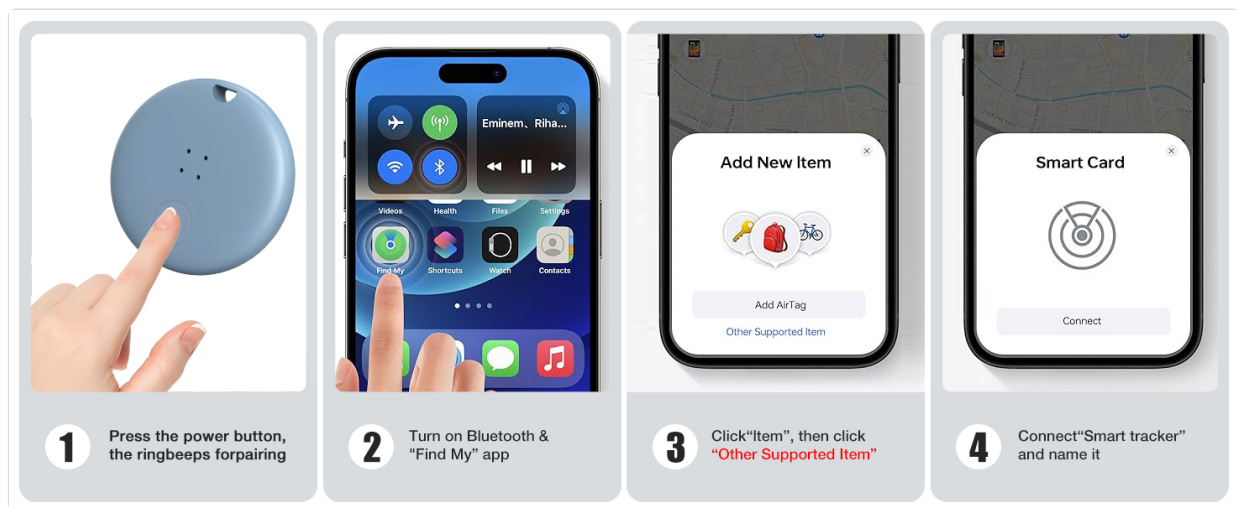 1
Press the power button,
the ringbeeps forpairing
Eminem、Riha...
Videos
Health
Files
Settings
Find My
Shortcuts
Watch
Contacts
2
Turn on Bluetooth &
"Find My” app
Add New Item
Add AirTag
Other Supported Item
3
Click“Item”, then click
“Other Supported Item”
Smart Card
Connect
4
Connect“Smart tracker”
and name it